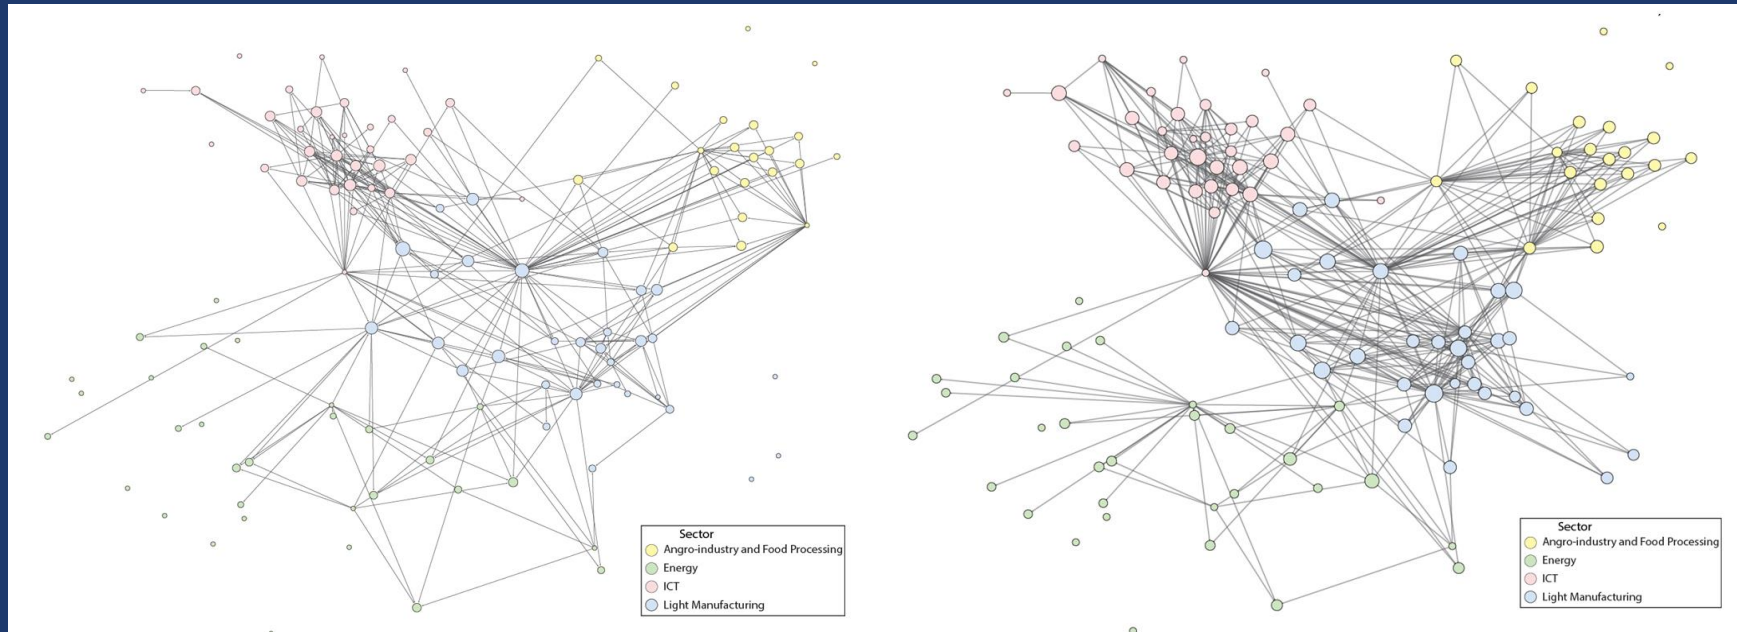 Sector
Angro-industry and Food Processing
Energy
ICT
Light Manufacturing
Sector
Angro-industry and Food Processing
Energy
ICT
Light Manufacturing